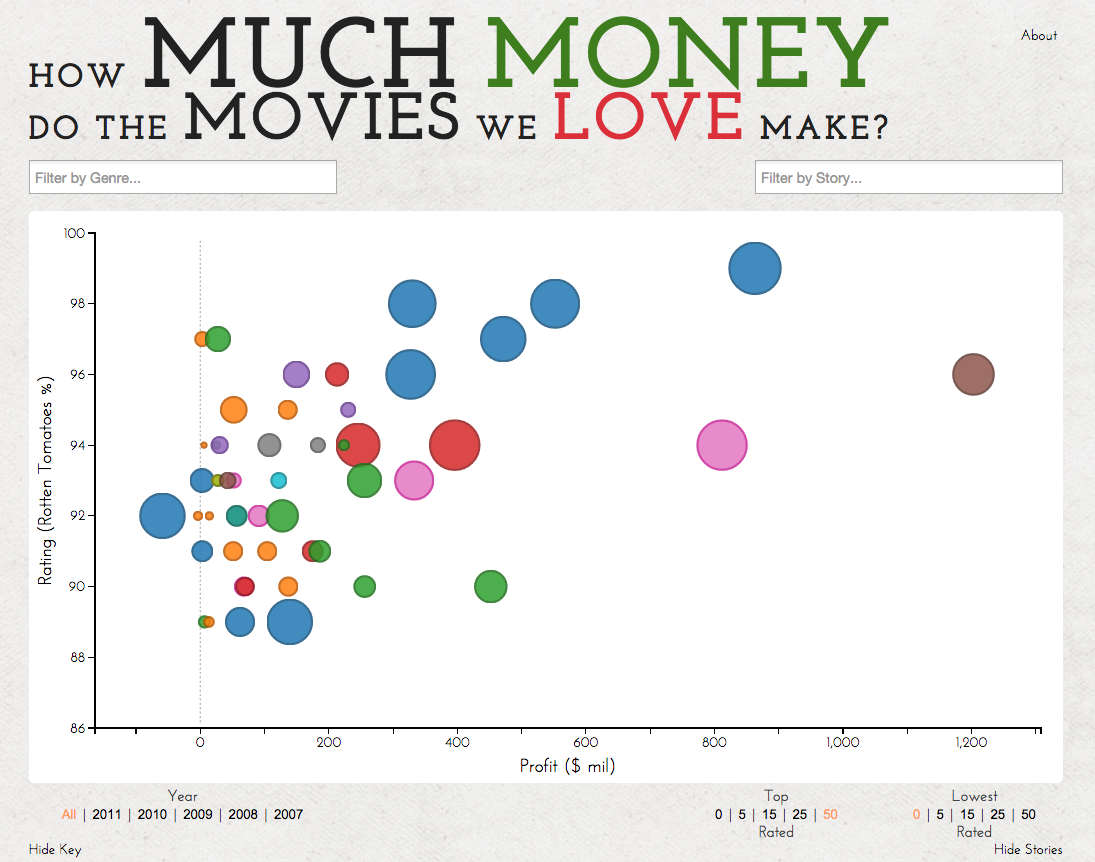 HOW MUCH MONEY
DO THE MOVIES WE LOVE MAKE?
About
Filter by Genre...
Filter by Story...
100
98
96
94
92
90
88
86
Rating (Rotten Tomatoes %)
0 200 400 600 800 1,000 1,200
Profit ($ mil)
Year
All | 2011 | 2010 | 2009 | 2008 | 2007
Top
0 | 5 | 15 | 25 | 50
Rated
Lowest
0 | 5 | 15 | 25 | 50
Rated
Hide Key
Hide Stories